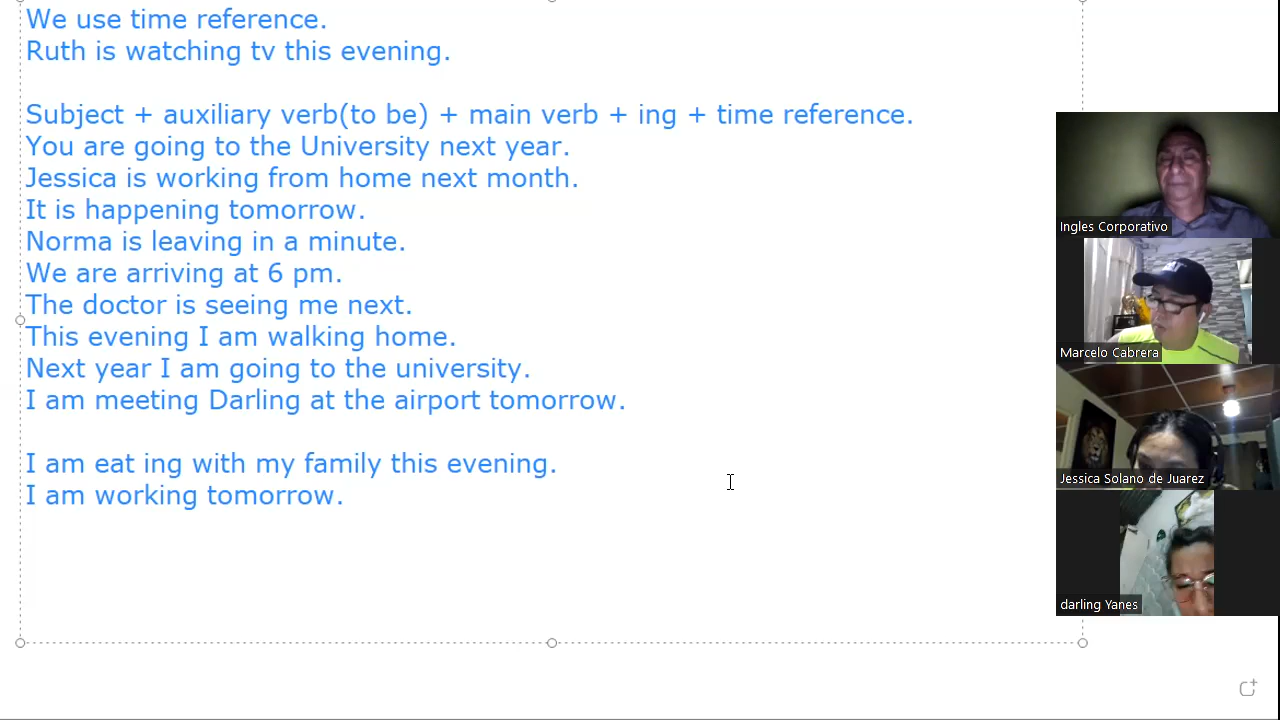 We use time reference.
Ruth is watching tv this evening.
Subject + auxiliary verb(to be) + main verb + ing + time reference.
You are going to the University next year.
Jessica is working from home next month.
It is happening tomorrow.
Norma is leaving in a minute.
We are arriving at 6 pm.
The doctor is seeing me next.
This evening I am walking home.
Next year I am going to the university.
I am meeting Darling at the airport tomorrow.
I am eat ing with my family this evening.
I am working tomorrow.
Ingles Corporativo
Marcelo Cabrera
Jessica Solano de Juarez
darling Yanes